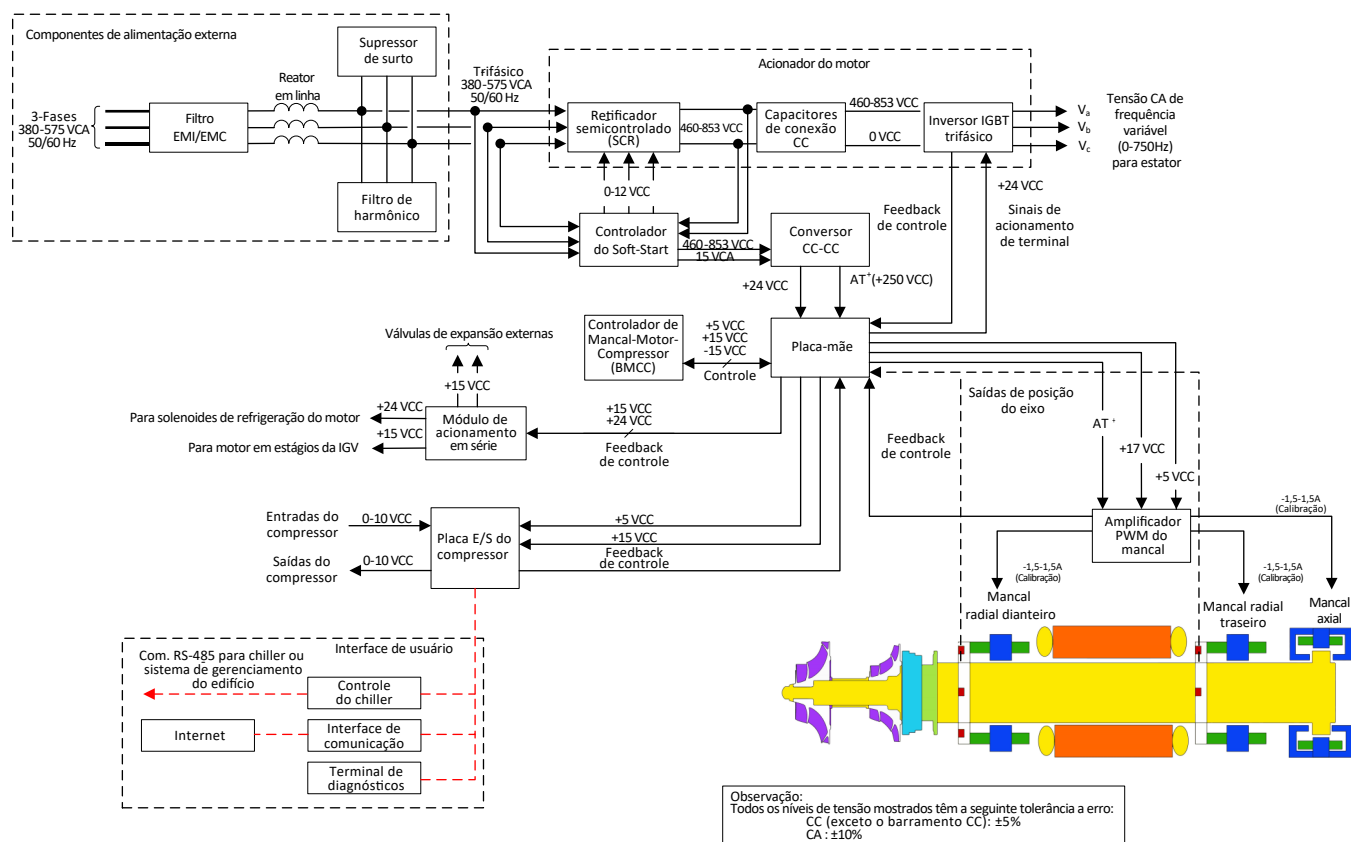 Componentes de alimentação externa
Supressor
de surto
Reator
em linha
3-Fases
380-575 VCA
50/60 Hz
Filtro
EMI/EMC
Filtro de
harmônico
Trifásico
380-575 VCA
50/60 Hz
Acionador do motor
Retificador
semicontrolado
(SCR)
460-853 VCC
Capacitores
de conexão
CC
460-853 VCC
0 VCC
Inversor IGBT
trifásico
Va
Vb
Vc
Tensão CA de
frequência
variável
(0-750Hz)
para estator
0-12 VCC
Controlador
do Soft-Start
460-853 VCC
15 VCA
Conversor
CC-CC
Feedback
de controle
+24 VCC
Sinais de
acionamento
de terminal
+24 VCC
AT+(+250 VCC)
Válvulas de expansão externas
+15 VCC
Controlador de
Mancal-Motor-
Compressor
(BMCC)
+5 VCC
+15 VCC
-15 VCC
Controle
Placa-mãe
Para solenoides de refrigeração do motor
+24 VCC
Para motor em estágios da IGV
+15 VCC
Módulo de
acionamento
em série
+15 VCC
+24 VCC
Feedback
de controle
Feedback
de controle
Saídas de posição
do eixo
AT +
+17 VCC
+5 VCC
Entradas do
compressor
0-10 VCC
Saídas do
compressor
0-10 VCC
Placa E/S do
compressor
+5 VCC
+15 VCC
Feedback
de controle
Amplificador
PWM do
mancal
-1,5-1,5A
(Calibração)
-1,5-1,5A
(Calibração)
-1,5-1,5A
(Calibração)
Mancal
radial dianteiro
Mancal radial
traseiro
Mancal
axial
Com. RS-485 para chiller ou
sistema de gerenciamento
do edifício
Interface de usuário
Controle
do chiller
Internet
Interface de
comunicação
Terminal de
diagnósticos
Observação:
Todos os níveis de tensão mostrados têm a seguinte tolerância a erro:
CC (exceto o barramento CC): ±5%
CA : ±10%